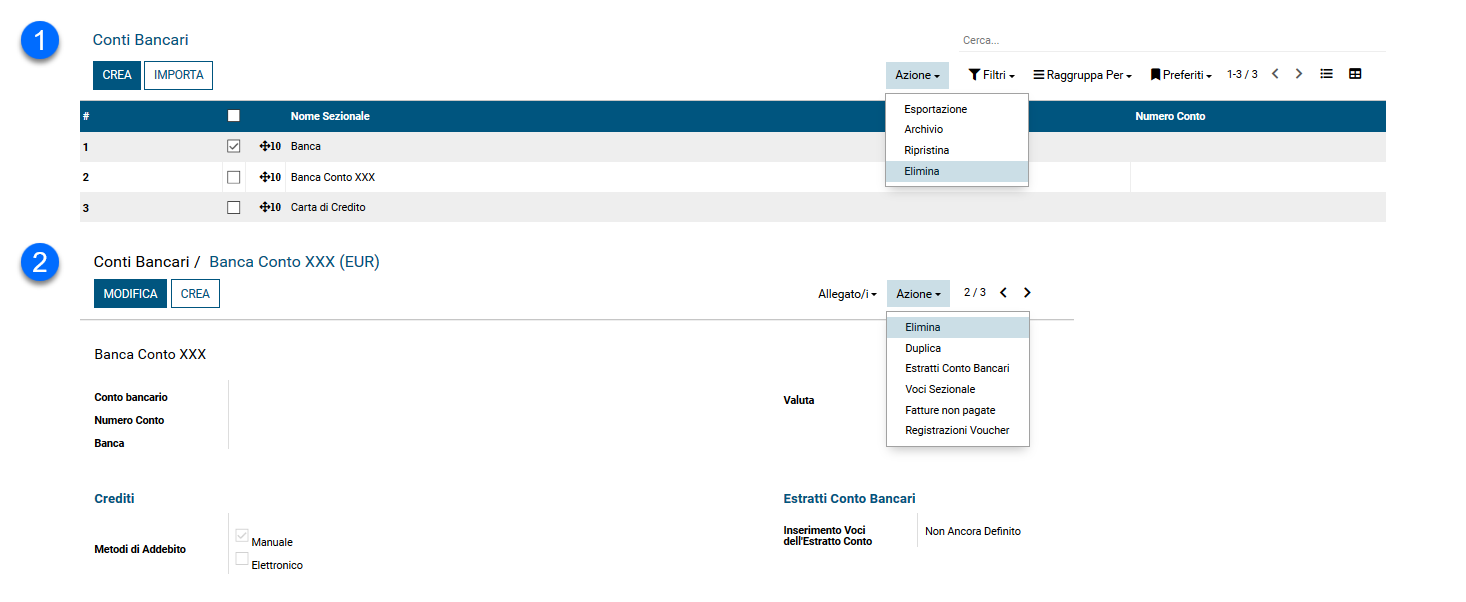 1
Conti Bancari
Cerca...
CREA IMPORTA Azione Filtri Raggruppa Per Preferiti 1-3 / 3
Esportazione
Archivio
Ripristina
Elimina
# Nome Sezionale Numero Conto
1 10 Banca
2 10 Banca Conto XXX
3 10 Carta di Credito
2
Conti Bancari / Banca Conto XXX (EUR)
MODIFICA CREA Allegato/i Azione 2 / 3
Elimina
Duplica
Estratti Conto Bancari
Voci Sezionale
Fatture non pagate
Registrazioni Voucher
Banca Conto XXX
Conto bancario
Numero Conto
Banca
Valuta
Crediti
Metodi di Addebito
Manuale
Elettronico
Estratti Conto Bancari
Inserimento Voci
dell'Estratto Conto
Non Ancora Definito